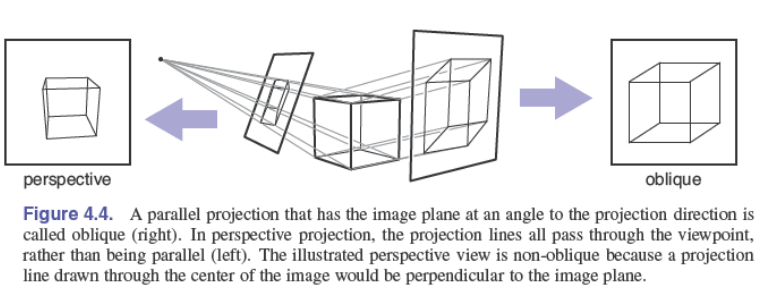 perspective
oblique
Figure 4.4. A parallel projection that has the image plane at an angle to the projection direction is
called oblique (right). In perspective projection, the projection lines all pass through the viewpoint,
rather than being parallel (left). The illustrated perspective view is non-oblique because a projection
line drawn through the center of the image would be perpendicular to the image plane.